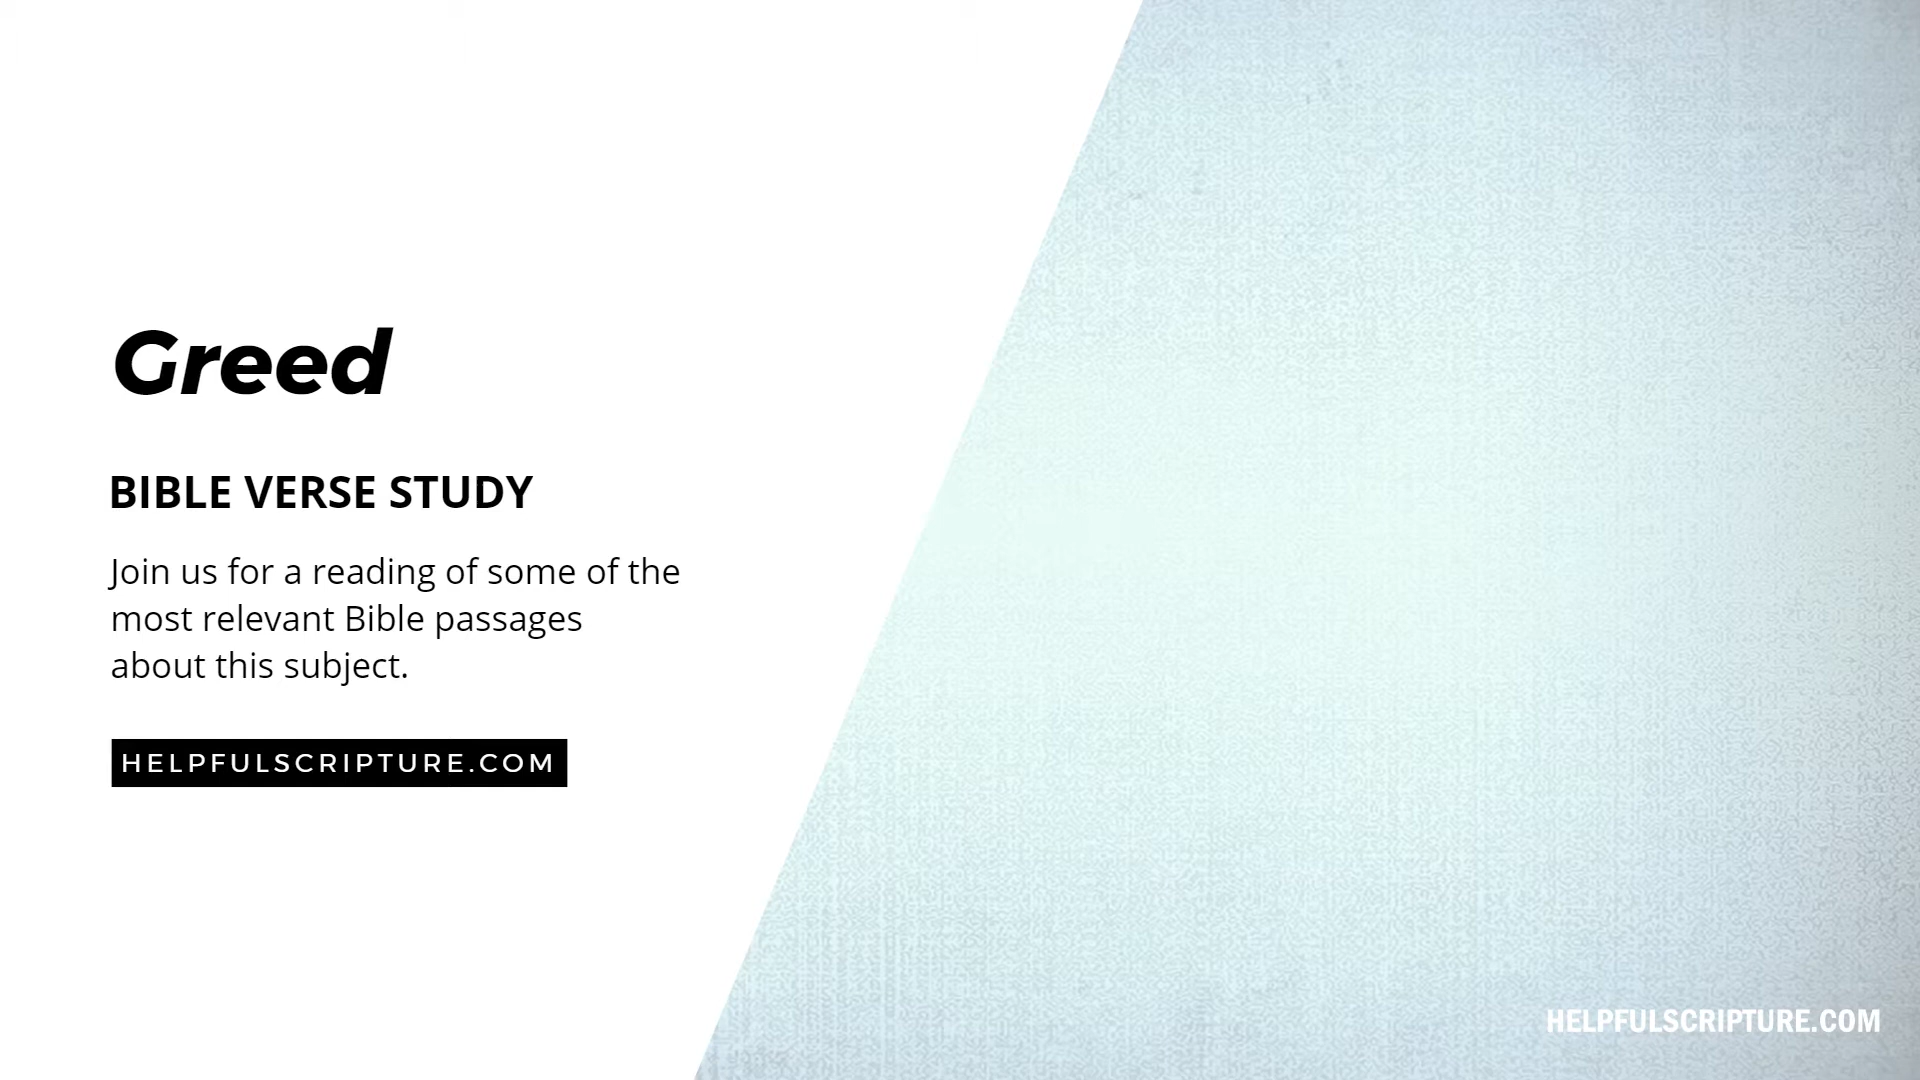 Greed
BIBLE VERSE STUDY
Join us for a reading of some of the
most relevant Bible passages
about this subject.
HELPFULSCRIPTURE.COM
HELPFULSCRIPTURE.COM